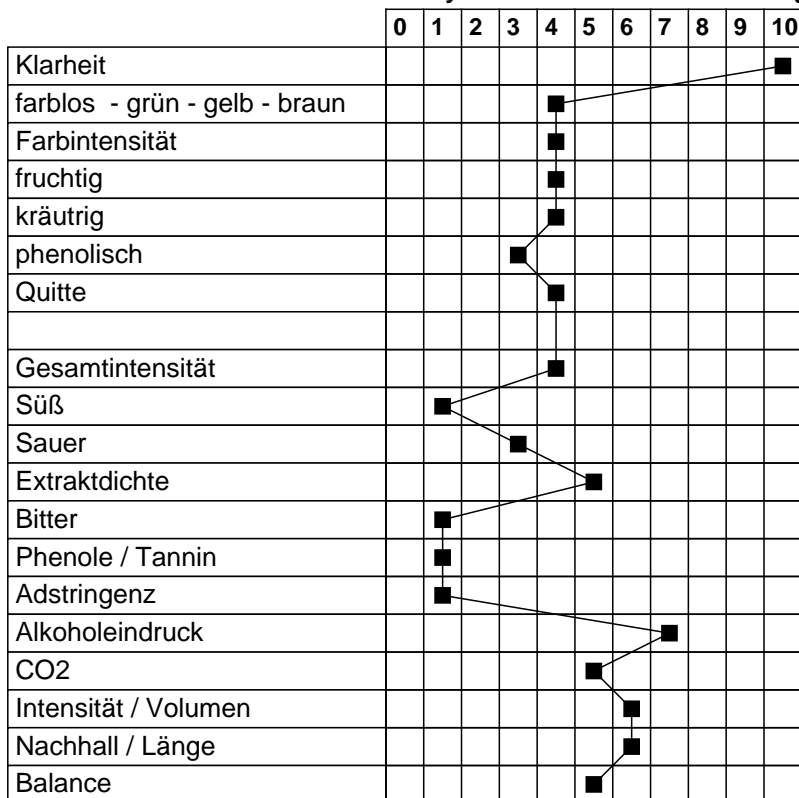 0 1 2 3 4 5 6 7 8 9 10
Klarheit
farblos - grün - gelb - braun
Farbintensität
fruchtig
kräutrig
phenolisch
Quitte
Gesamtintensität
Süß
Sauer
Extraktdichte
Bitter
Phenole / Tannin
Adstringenz
Alkoholeindruck
CO2
Intensität / Volumen
Nachhall / Länge
Balance